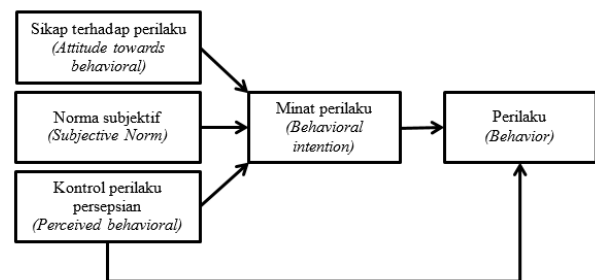 Sikap terhadap perilaku
(Attitude towards
behavioral)
Norma subjektif
(Subjective Norm)
Kontrol perilaku
persepsian
(Perceived behavioral)
Minat perilaku
(Behavioral
intention)
Perilaku
(Behavior)